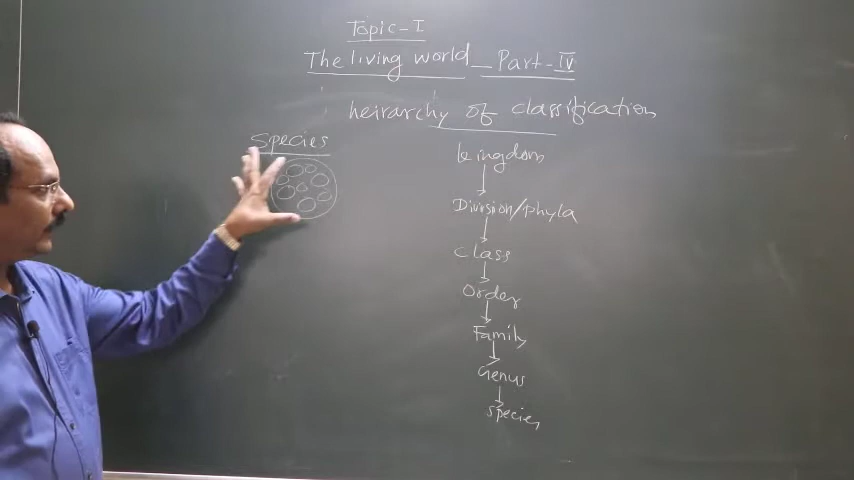 Topic-I
The living world - Part-IV
heirarchy of classification
Species
kingdom
Division/phyla
class
Order
Family
Genus
species